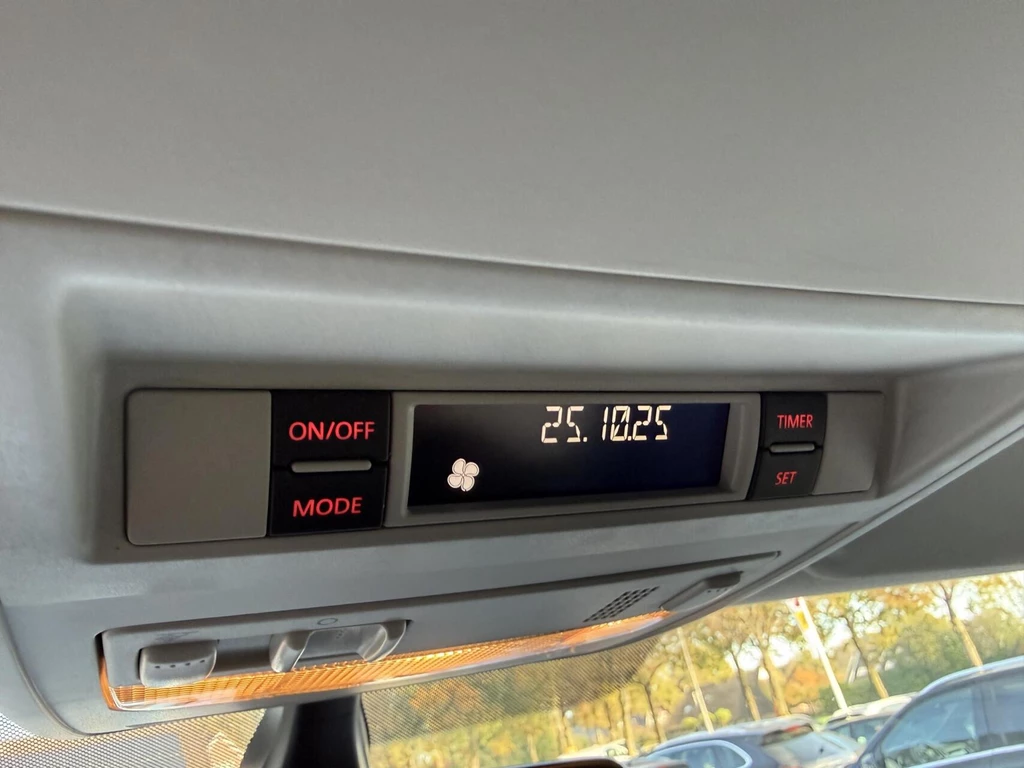 ON/OFF
MODE
25.10.25
TIMER
SET